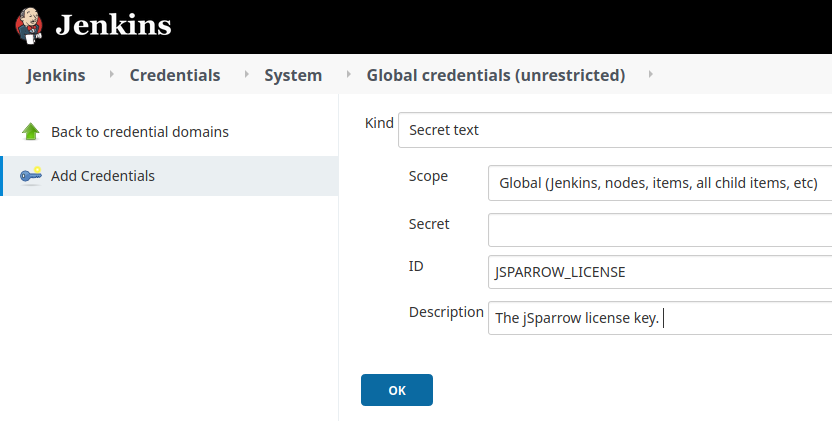 Jenkins
Jenkins Credentials System Global credentials (unrestricted)
Back to credential domains
Add Credentials
Kind Secret text
Scope Global (Jenkins, nodes, items, all child items, etc)
Secret
ID JSPARROW_LICENSE
Description The jSparrow license key.
OK